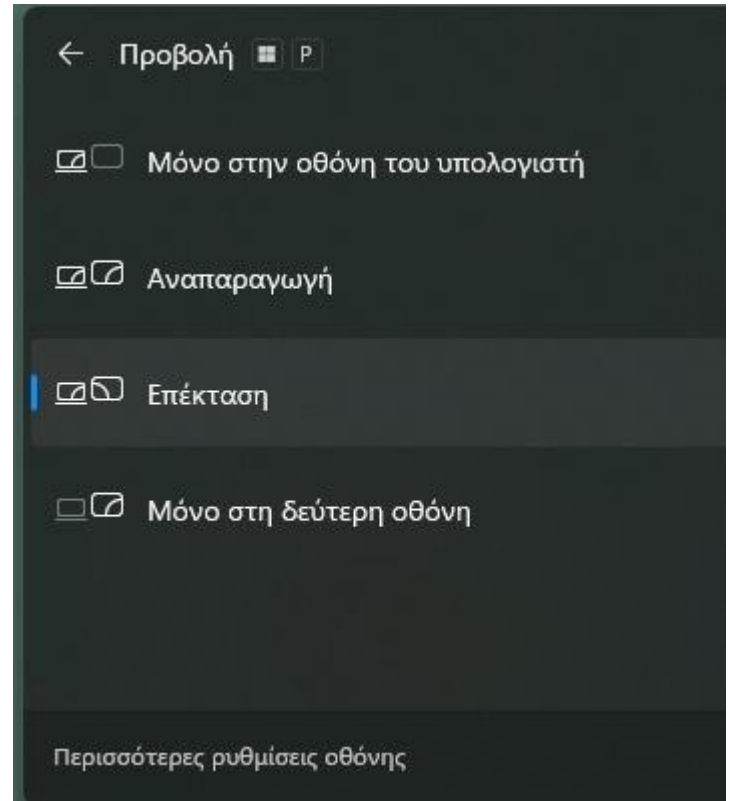 Προβολή P
Μόνο στην οθόνη του υπολογιστή
Αναπαραγωγή
Επέκταση
Μόνο στη δεύτερη οθόνη
Περισσότερες ρυθμίσεις οθόνης